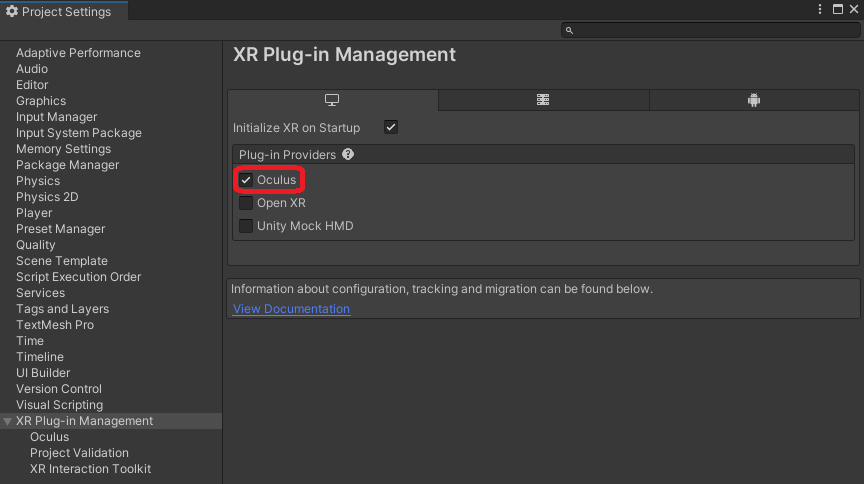 Project Settings
Adaptive Performance
Audio
Editor
Graphics
Input Manager
Input System Package
Memory Settings
Package Manager
Physics
Physics 2D
Player
Preset Manager
Quality
Scene Template
Script Execution Order
Services
Tags and Layers
TextMesh Pro
Time
Timeline
UI Builder
Version Control
Visual Scripting
XR Plug-in Management
Oculus
Project Validation
XR Interaction Toolkit
XR Plug-in Management
Initialize XR on Startup
Plug-in Providers ?
Oculus
Open XR
Unity Mock HMD
Information about configuration, tracking and migration can be found below.
View Documentation